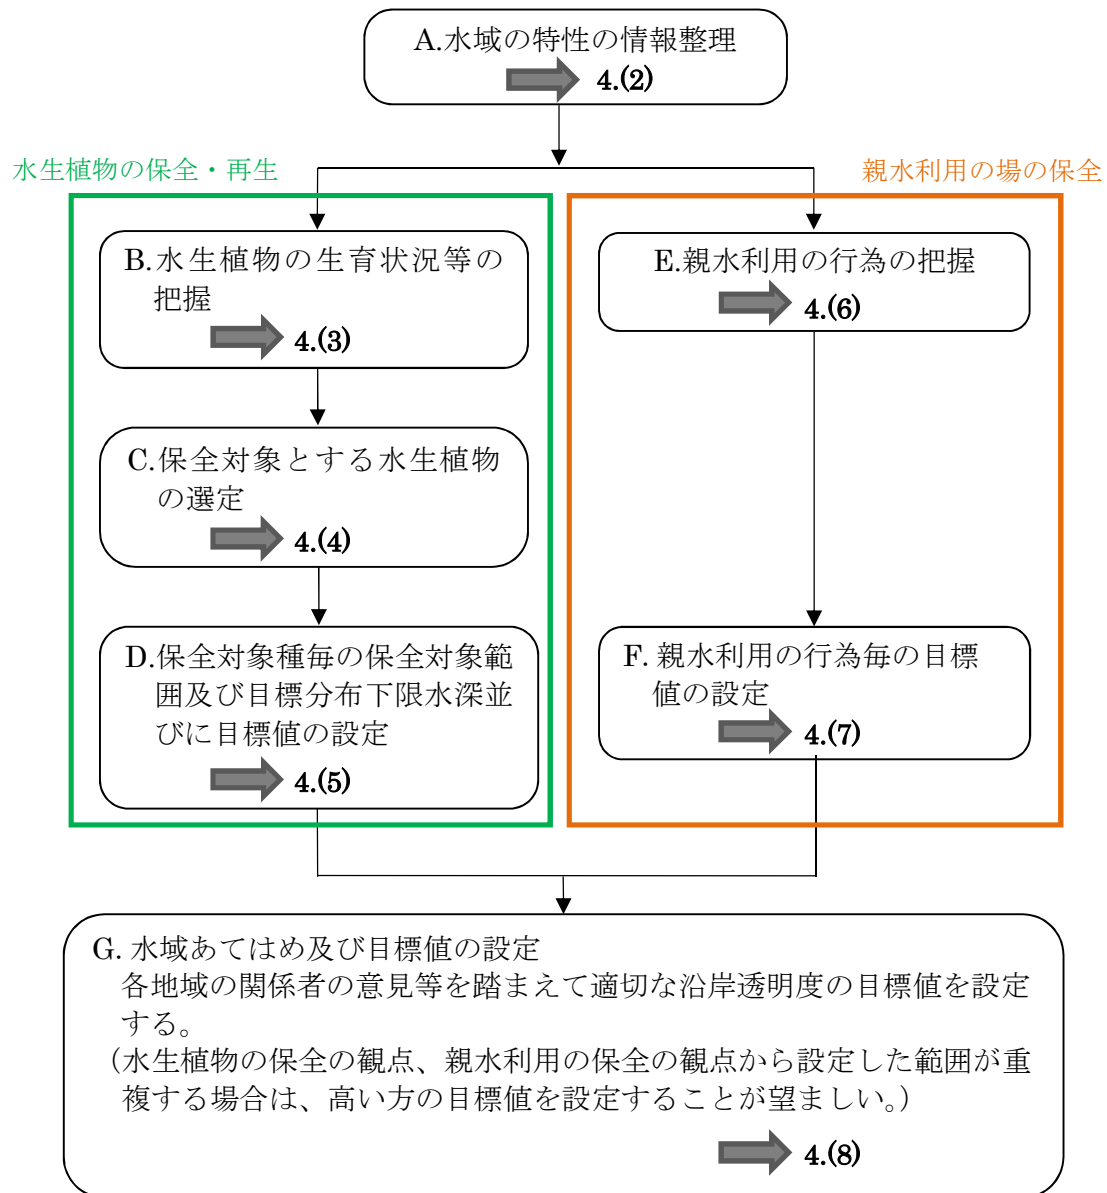 A.水域の特性の情報整理
4.(2)
水生植物の保全・再生
親水利用の場の保全
B.水生植物の生育状況等の
把握
4.(3)
C.保全対象とする水生植物
の選定
4.(4)
D.保全対象種毎の保全対象範
囲及び目標分布下限水深並
びに目標値の設定
4.(5)
E.親水利用の行為の把握
4.(6)
F. 親水利用の行為毎の目標
値の設定
4.(7)
G. 水域あてはめ及び目標値の設定
各地域の関係者の意見等を踏まえて適切な沿岸透明度の目標値を設定
する。
（水生植物の保全の観点、親水利用の保全の観点から設定した範囲が重
複する場合は、高い方の目標値を設定することが望ましい。）
4.(8)